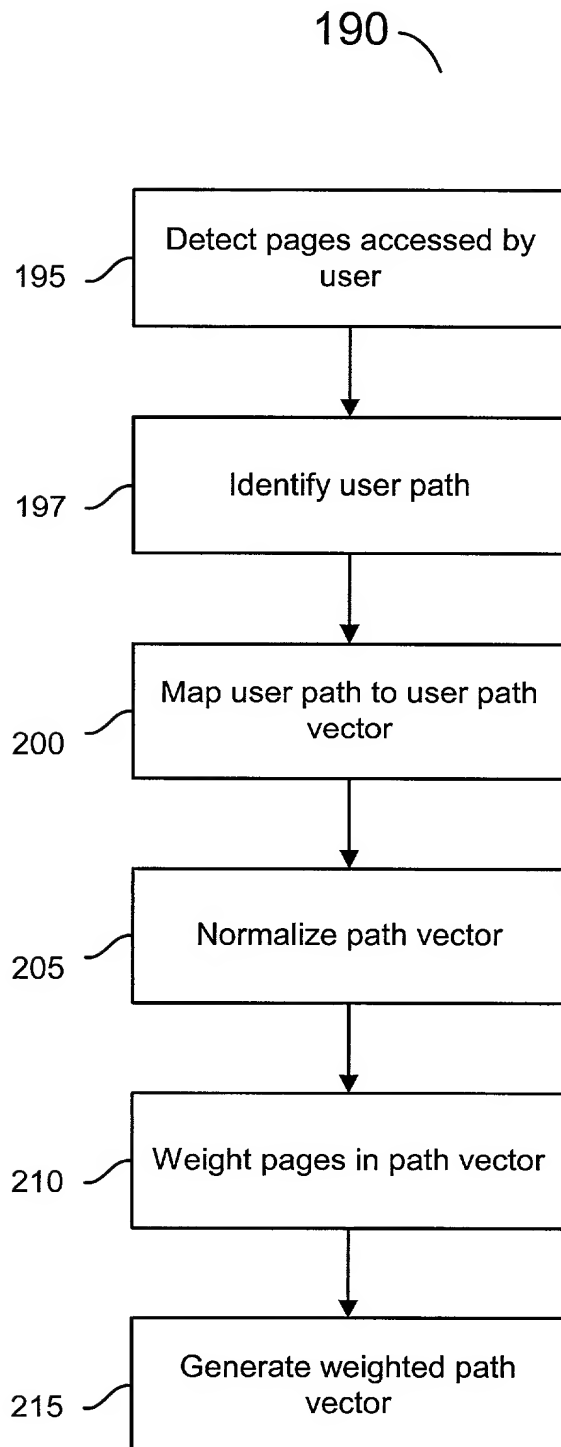 190
Detect pages accessed by
user
195
Identify user path
197
Map user path to user path
vector
200
Normalize path vector
205
Weight pages in path vector
210
Generate weighted path
vector
215